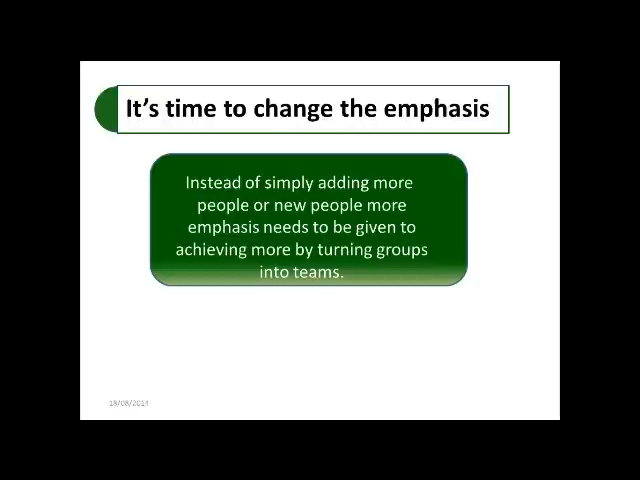 It's time to change the emphasis
Instead of simply adding more
people or new people more
emphasis needs to be given to
achieving more by turning groups
into teams.
18/08/2014